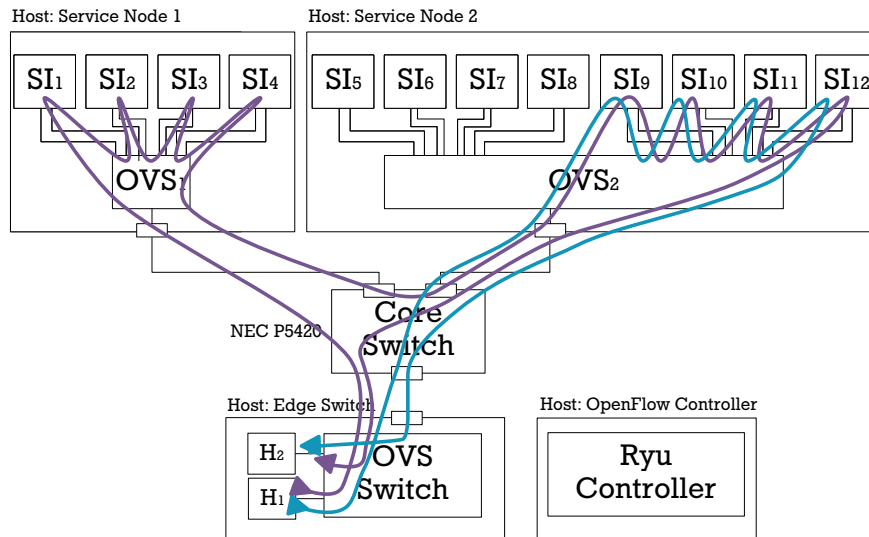 Host: Service Node 1
Host: Service Node 2
SI1 SI2 SI3 SI4 SI5 SI6 SI7 SI8 SI9 SI10 SI11 SI12
OVS1 OVS2
NEC P5420
Core
Switch
Host: Edge Switch
Host: OpenFlow Controller
H2
H1
OVS
Switch
Ryu
Controller